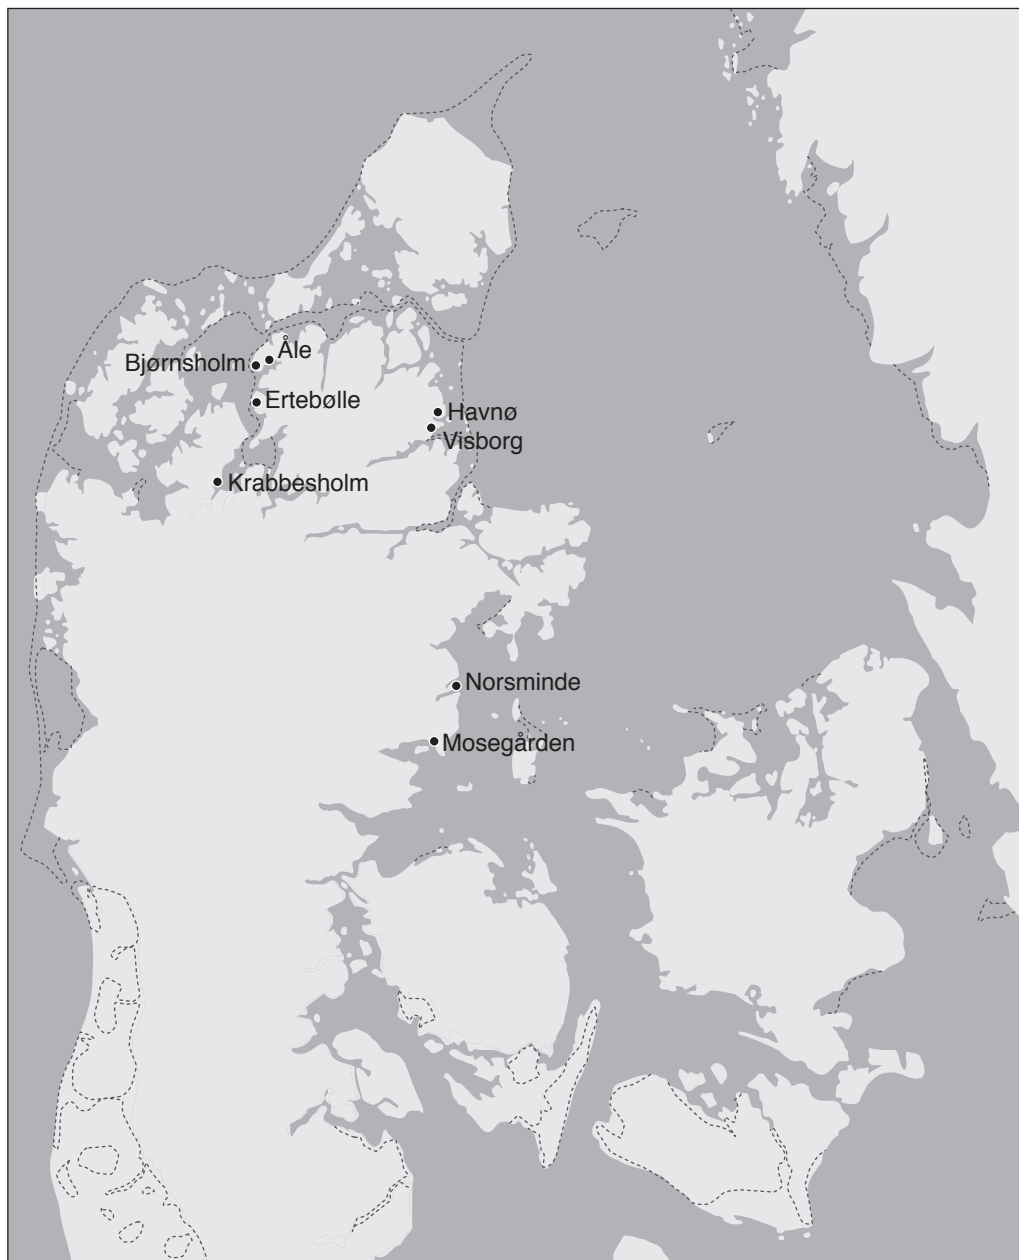 Åle
Bjørnsholm
Ertebølle
Havnø
Visborg
Krabbesholm
Norsminde
Mosegården